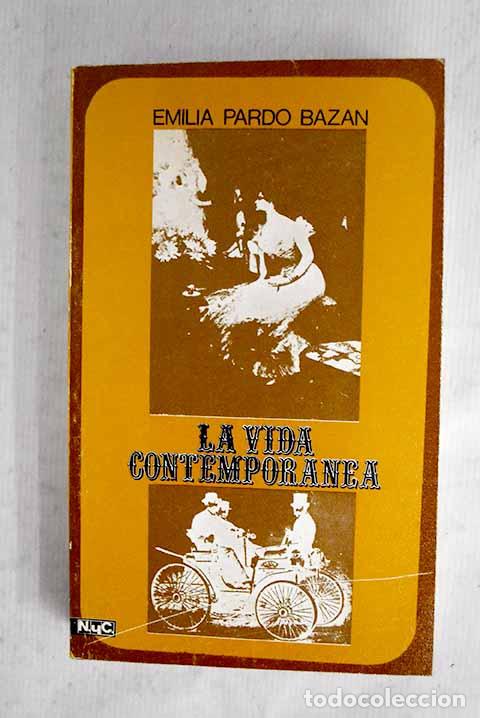 EMILIA PARDO BAZAN
LA VIDA
CONTEMPORANEA
N.y C.
todocoleccion